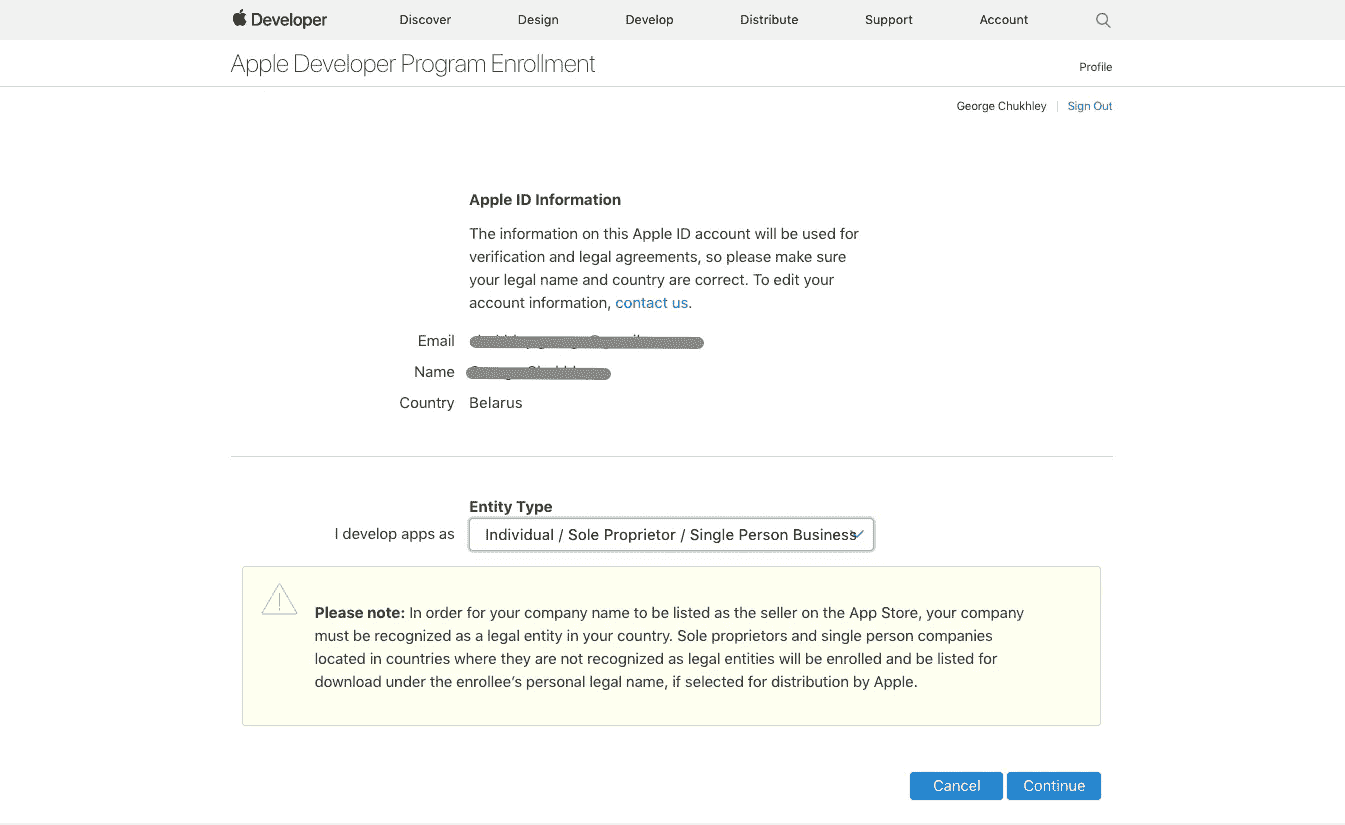 Developer Discover Design Develop Distribute Support Account
Apple Developer Program Enrollment
Profile
George Chukhley Sign Out
Apple ID Information
The information on this Apple ID account will be used for
verification and legal agreements, so please make sure
your legal name and country are correct. To edit your
account information, contact us.
Email
Name
Country Belarus
Entity Type
I develop apps as Individual / Sole Proprietor / Single Person Business
Please note: In order for your company name to be listed as the seller on the App Store, your company
must be recognized as a legal entity in your country. Sole proprietors and single person companies
located in countries where they are not recognized as legal entities will be enrolled and be listed for
download under the enrollee’s personal legal name, if selected for distribution by Apple.
Cancel Continue